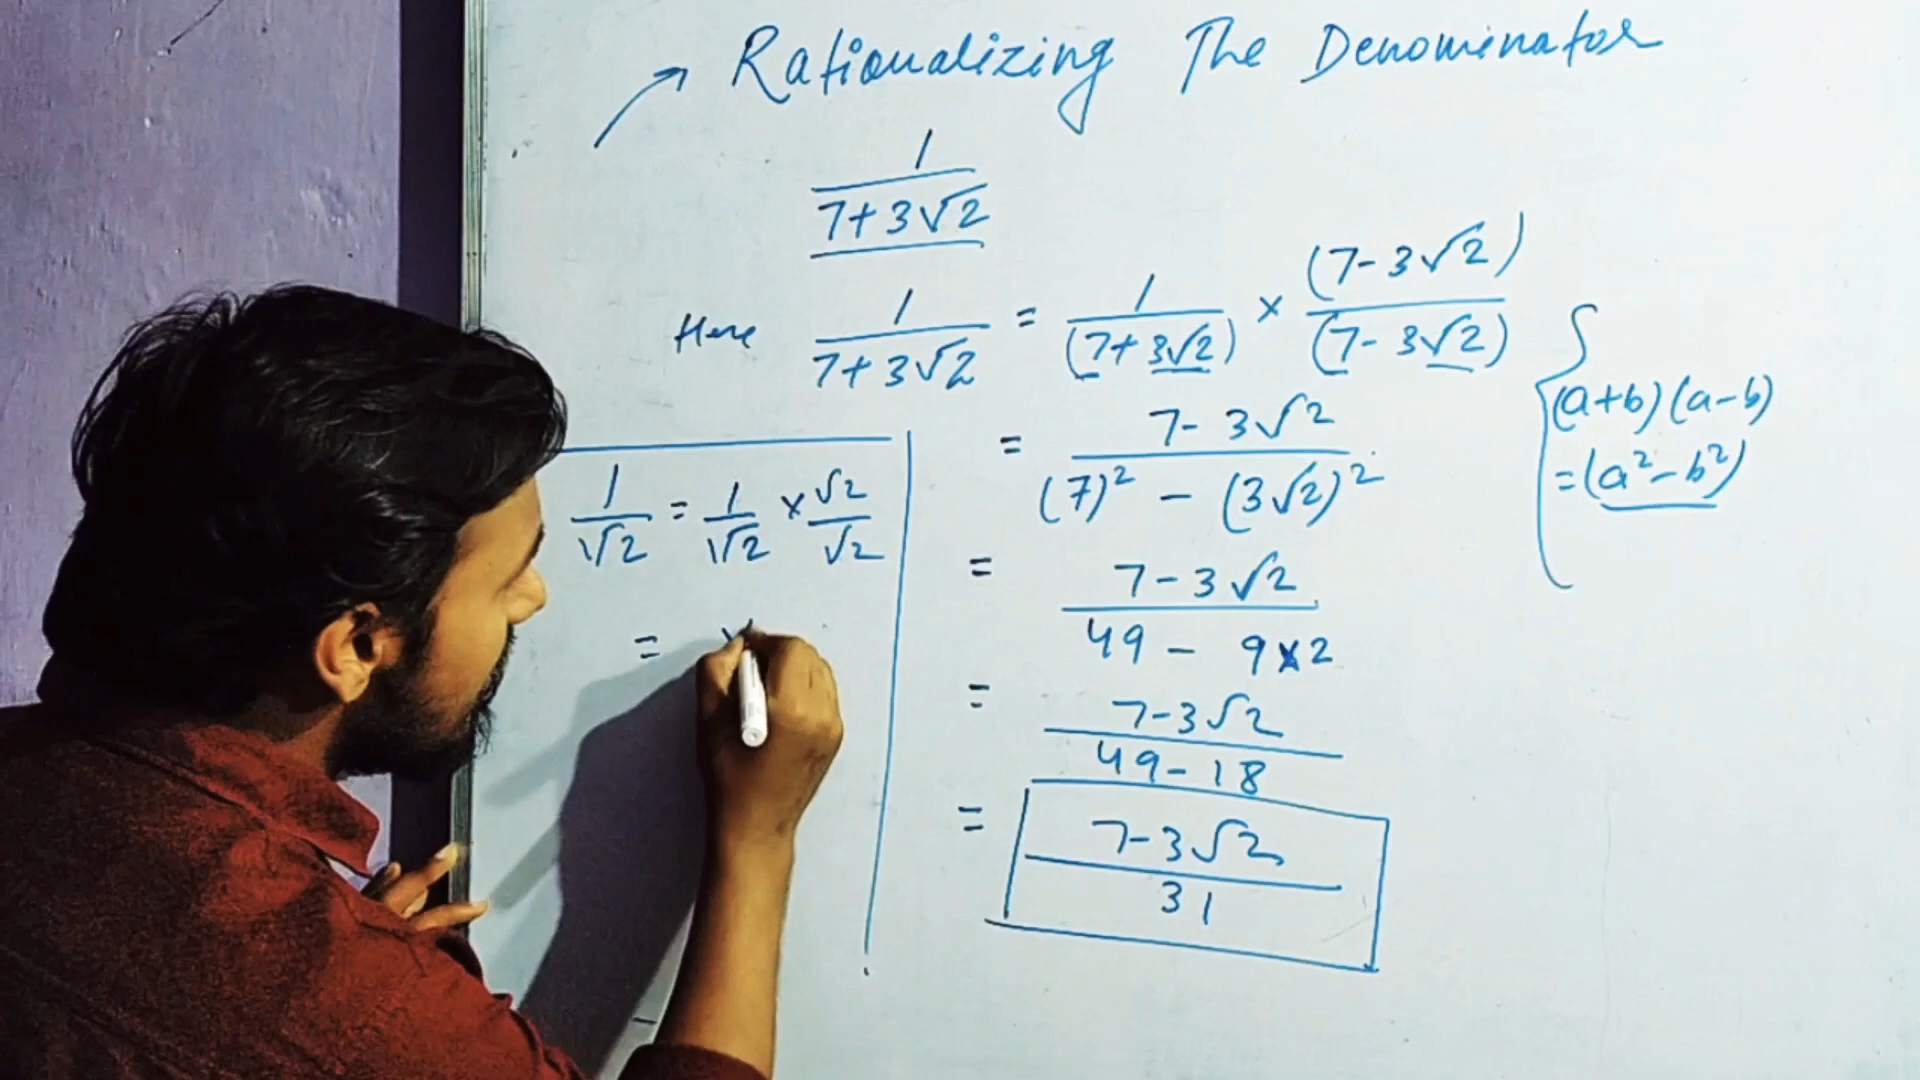 → Rationalizing The Denominator
1/(7+3√2)
Here 1/(7+3√2) = 1/(7+3√2) × (7-3√2)/(7-3√2)
{(a+b)(a-b)
=(a²-b²)
= (7-3√2)/((7)² - (3√2)²)
= (7-3√2)/(49 - 9×2)
= (7-3√2)/(49-18)
= (7-3√2)/31
1/√2 = 1/√2 × √2/√2
=